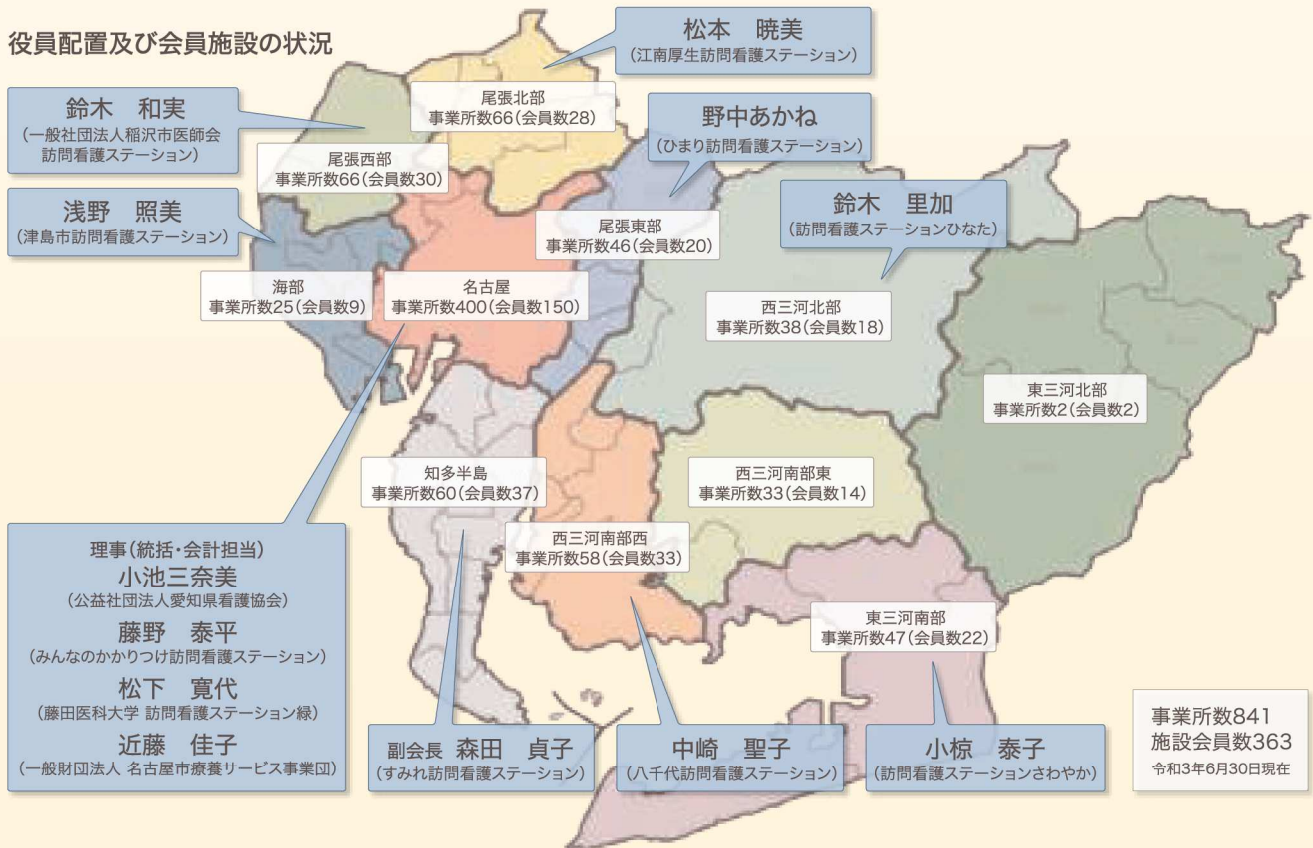 役員配置及び会員施設の状況
松本　暁美
（江南厚生訪問看護ステーション）
鈴木　和実
（一般社団法人稲沢市医師会
訪問看護ステーション）
尾張北部
事業所数66（会員数28）
野中あかね
（ひまり訪問看護ステーション）
尾張西部
事業所数66（会員数30）
浅野　照美
（津島市訪問看護ステーション）
尾張東部
事業所数46（会員数20）
鈴木　里加
（訪問看護ステーションひなた）
海部
事業所数25（会員数9）
名古屋
事業所数400（会員数150）
西三河北部
事業所数38（会員数18）
東三河北部
事業所数2（会員数2）
知多半島
事業所数60（会員数37）
西三河南部東
事業所数33（会員数14）
西三河南部西
事業所数58（会員数33）
東三河南部
事業所数47（会員数22）
理事（統括・会計担当）
小池三奈美
（公益社団法人愛知県看護協会）
藤野　泰平
（みんなのかかりつけ訪問看護ステーション）
松下　寛代
（藤田医科大学 訪問看護ステーション緑）
近藤　佳子
（一般財団法人 名古屋市療養リービス事業団）
副会長 森田　貞子
（すみれ訪問看護ステーション）
中崎　聖子
（八千代訪問看護ステーション）
小椋　泰子
（訪問看護ステーションさわやか）
事業所数841
施設会員数363
令和3年6月30日現在